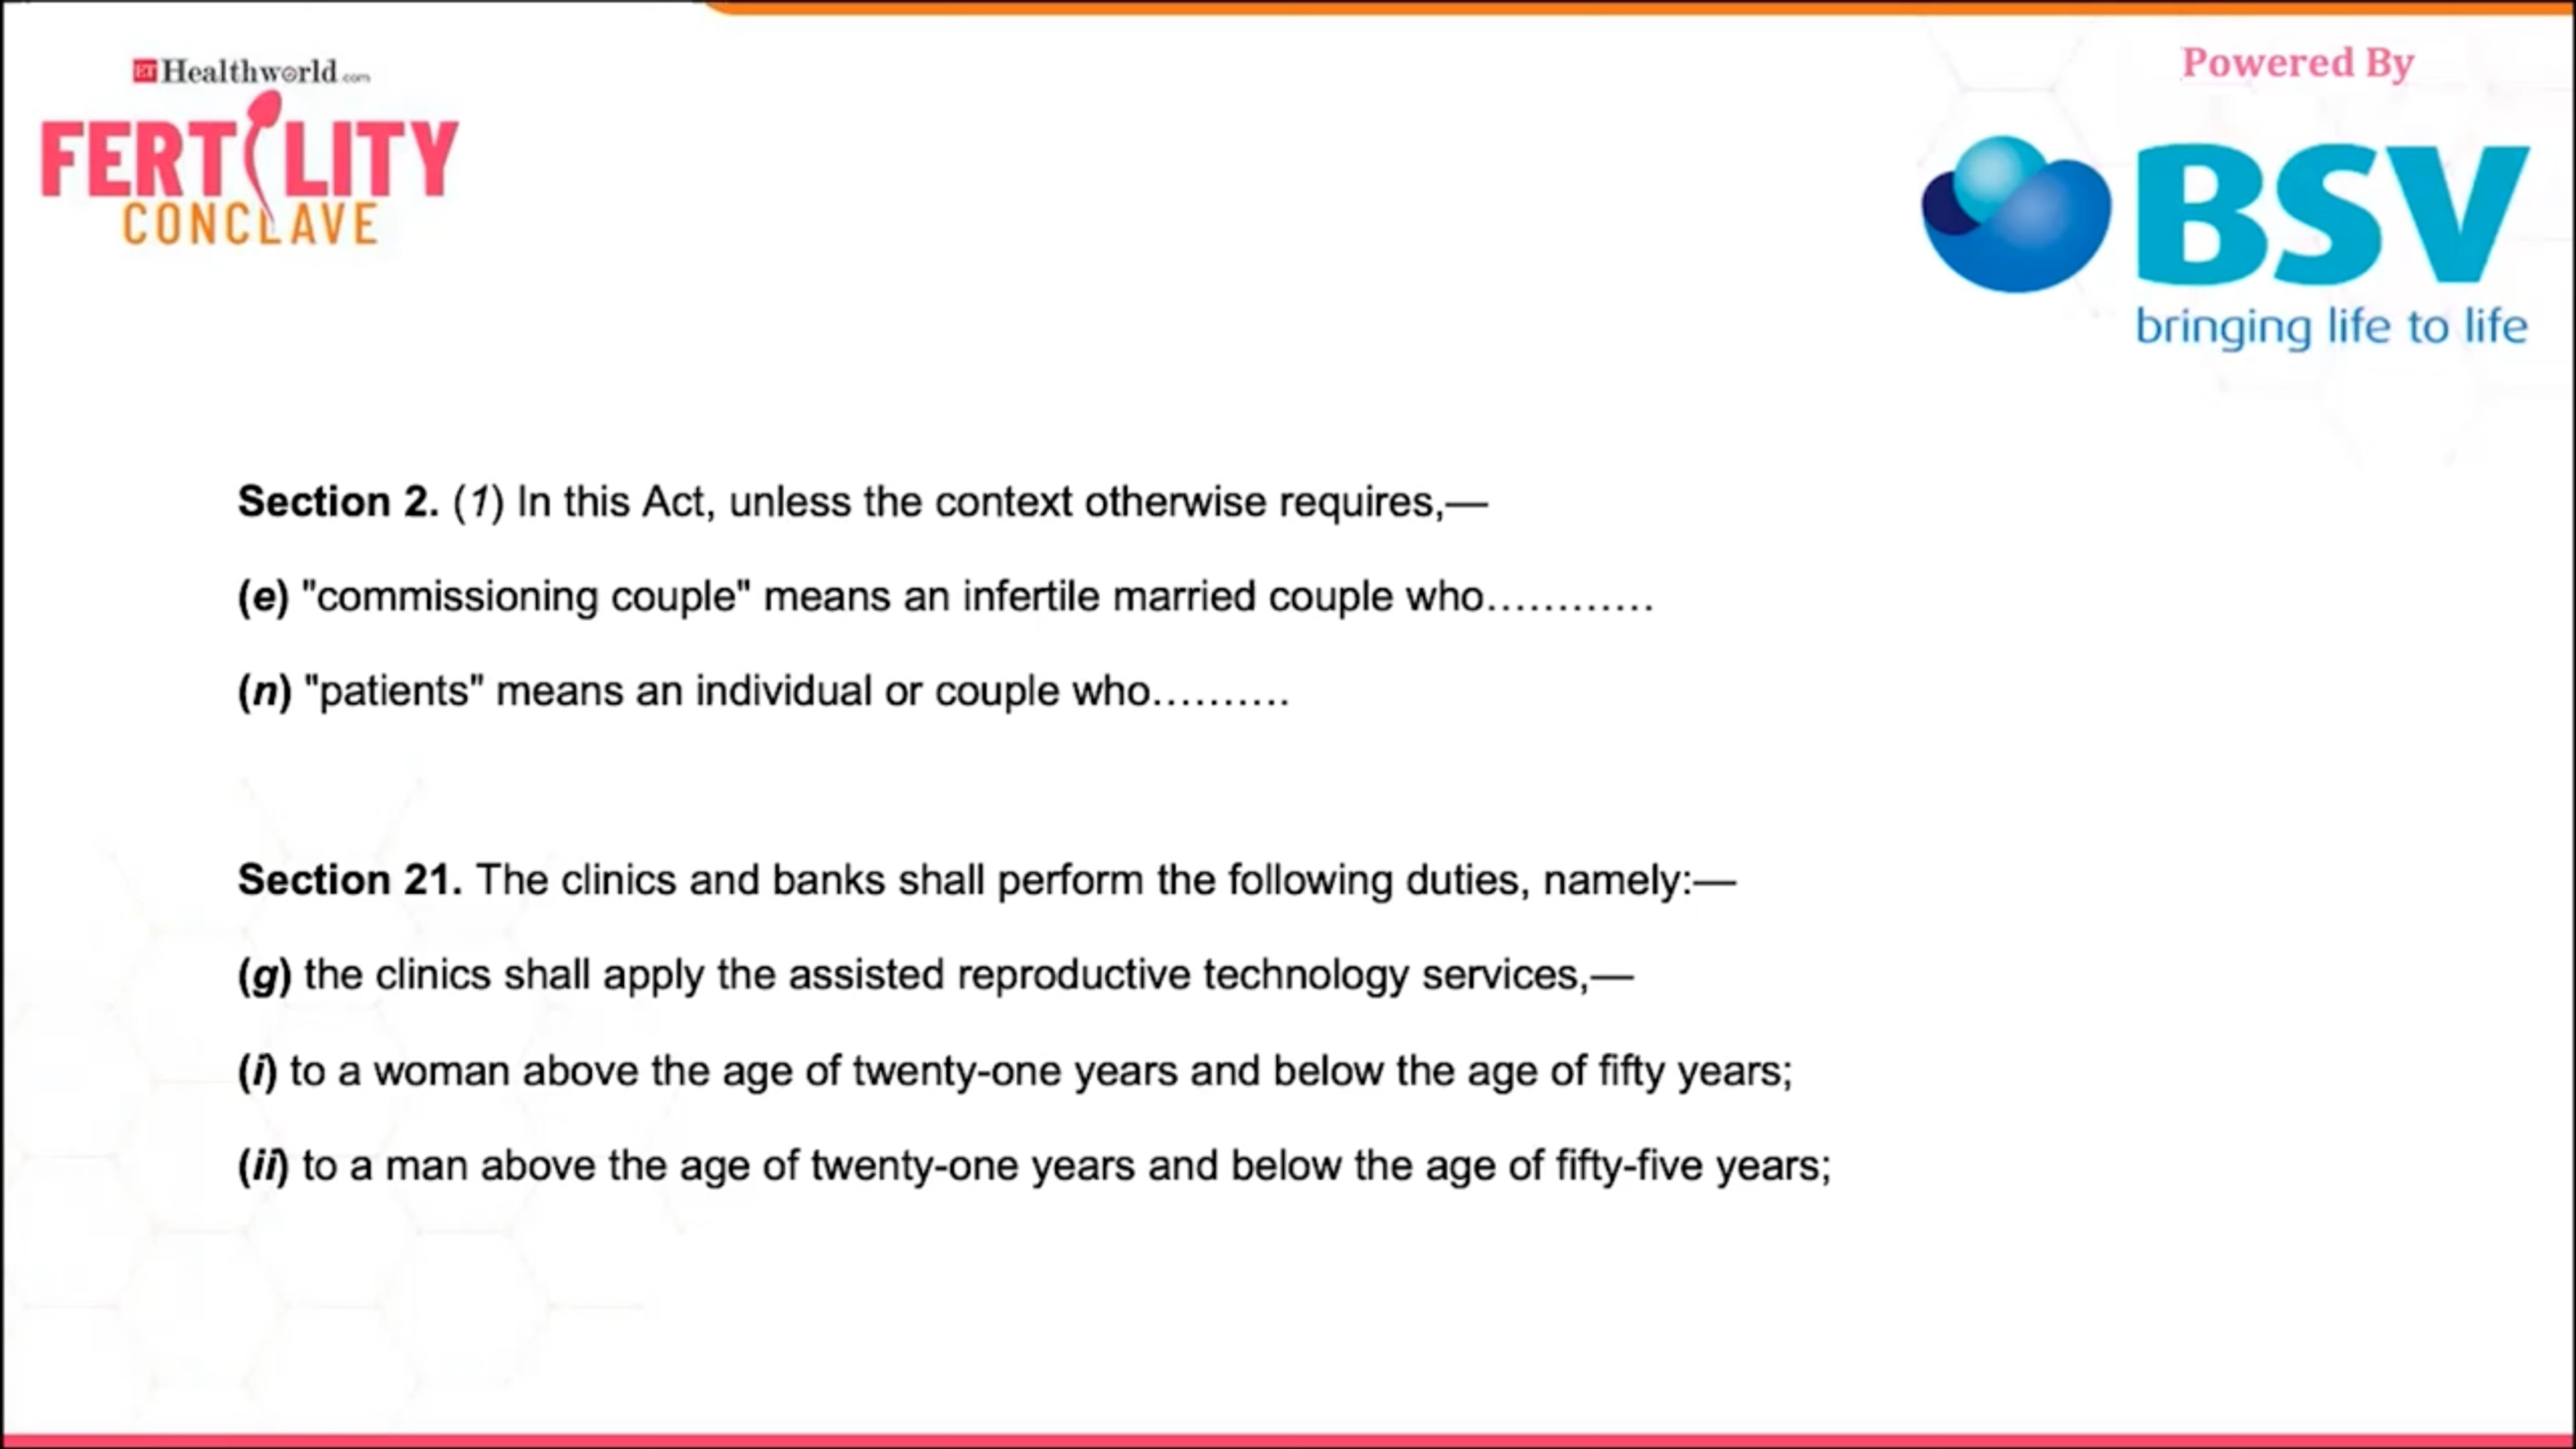 ET Healthworld.com
FERTILITY
CONCLAVE
Powered By
BSV
bringing life to life
Section 2. (1) In this Act, unless the context otherwise requires,—
(e) "commissioning couple" means an infertile married couple who............
(n) "patients" means an individual or couple who..........
Section 21. The clinics and banks shall perform the following duties, namely:—
(g) the clinics shall apply the assisted reproductive technology services,—
(i) to a woman above the age of twenty-one years and below the age of fifty years;
(ii) to a man above the age of twenty-one years and below the age of fifty-five years;